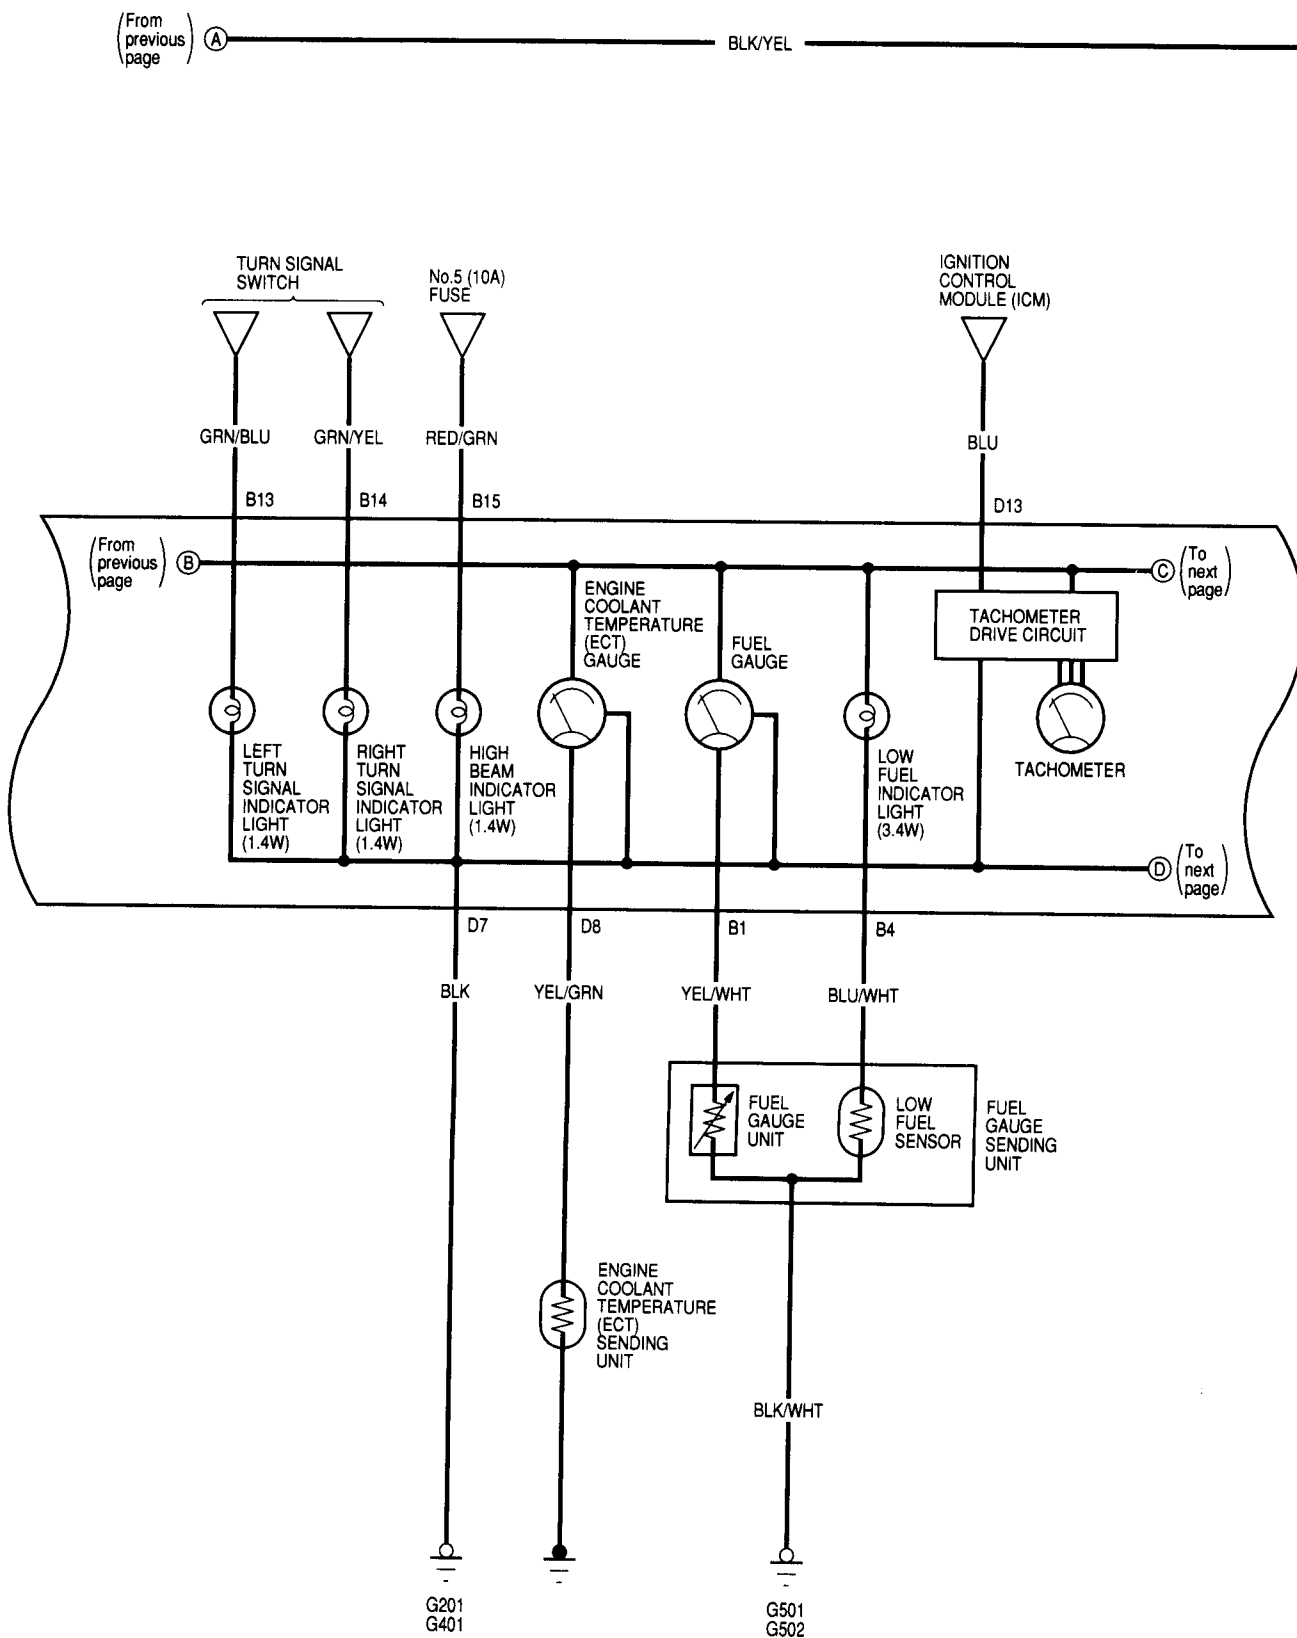 (From
previous
page)
A
BLK/YEL
TURN SIGNAL
SWITCH
No.5 (10A)
FUSE
IGNITION
CONTROL
MODULE (ICM)
GRN/BLU
GRN/YEL
RED/GRN
BLU
B13
B14
B15
D13
(From
previous
page)
B
C
(To
next
page)
ENGINE
COOLANT
TEMPERATURE
(ECT)
GAUGE
FUEL
GAUGE
TACHOMETER
DRIVE CIRCUIT
LEFT
TURN
SIGNAL
INDICATOR
LIGHT
(1.4W)
RIGHT
TURN
SIGNAL
INDICATOR
LIGHT
(1.4W)
HIGH
BEAM
INDICATOR
LIGHT
(1.4W)
LOW
FUEL
INDICATOR
LIGHT
(3.4W)
TACHOMETER
D
(To
next
page)
D7
D8
B1
B4
BLK
YEL/GRN
YEL/WHT
BLU/WHT
FUEL
GAUGE
UNIT
LOW
FUEL
SENSOR
FUEL
GAUGE
SENDING
UNIT
ENGINE
COOLANT
TEMPERATURE
(ECT)
SENDING
UNIT
BLK/WHT
G201
G401
G501
G502